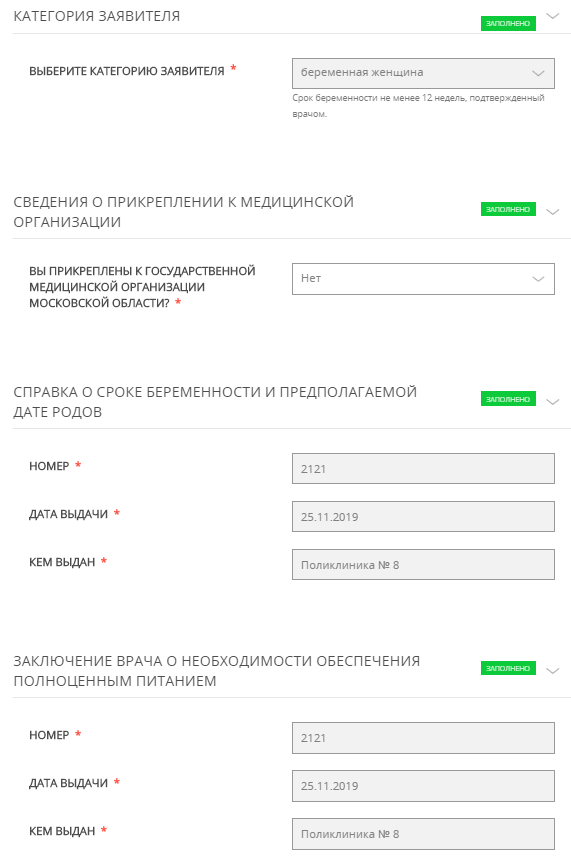 КАТЕГОРИЯ ЗАЯВИТЕЛЯ
ЗАПОЛНЕНО
ВЫБЕРИТЕ КАТЕГОРИЮ ЗАЯВИТЕЛЯ *
беременная женщина
Срок беременности не менее 12 недель, подтвержденный
врачом.
СВЕДЕНИЯ О ПРИКРЕПЛЕНИИ К МЕДИЦИНСКОЙ
ОРГАНИЗАЦИИ
ЗАПОЛНЕНО
ВЫ ПРИКРЕПЛЕНЫ К ГОСУДАРСТВЕННОЙ
МЕДИЦИНСКОЙ ОРГАНИЗАЦИИ
МОСКОВСКОЙ ОБЛАСТИ? *
Нет
СПРАВКА О СРОКЕ БЕРЕМЕННОСТИ И ПРЕДПОЛАГАЕМОЙ
ДАТЕ РОДОВ
ЗАПОЛНЕНО
НОМЕР *
2121
ДАТА ВЫДАЧИ *
25.11.2019
КЕМ ВЫДАН *
Поликлиника № 8
ЗАКЛЮЧЕНИЕ ВРАЧА О НЕОБХОДИМОСТИ ОБЕСПЕЧЕНИЯ
ПОЛНОЦЕННЫМ ПИТАНИЕМ
ЗАПОЛНЕНО
НОМЕР *
2121
ДАТА ВЫДАЧИ *
25.11.2019
КЕМ ВЫДАН *
Поликлиника № 8